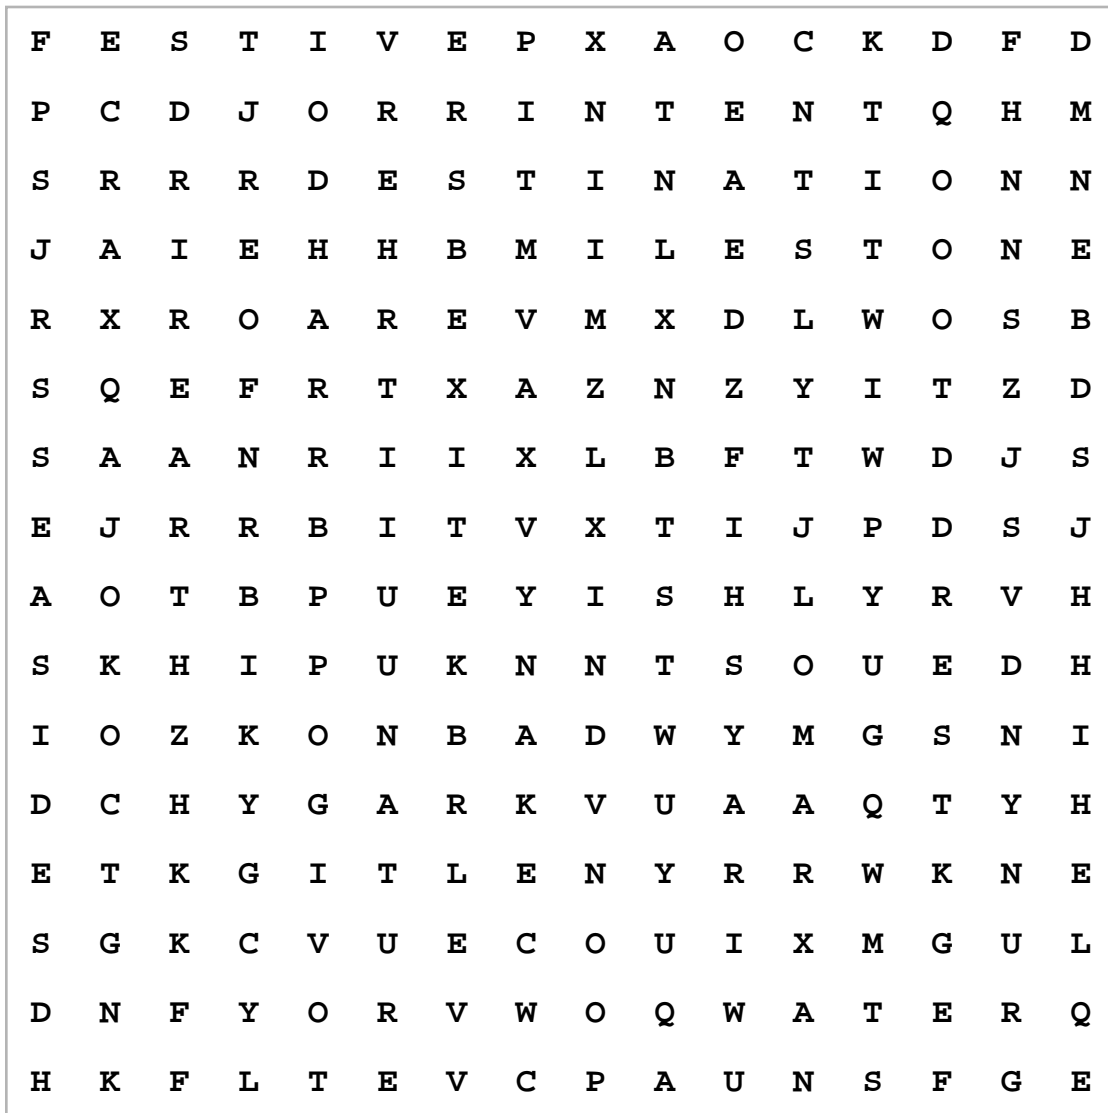 F E S T I V E P X A O C K D F D
P C D J O R R I N T E N T Q H M
S R R R D E S T I N A T I O N N
J A I E H H B M I L E S T O N E
R X R O A R E V M X D L W O S B
S Q E F R T X A Z N Z Y I T Z D
S A A N R I I X L B F T W D J S
E J R R B I T V X T I J P D S J
A O T B P U E Y I S H L Y R V H
S K H I P U K N N T S O U E D H
I O Z K O N B A D W Y M G S N I
D C H Y G A R K V U A A Q T Y H
E T K G I T L E N Y R R W K N E
S G K C V U E C O U I X M G U L
D N F Y O R V W O Q W A T E R Q
H K F L T E V C P A U N S F G E